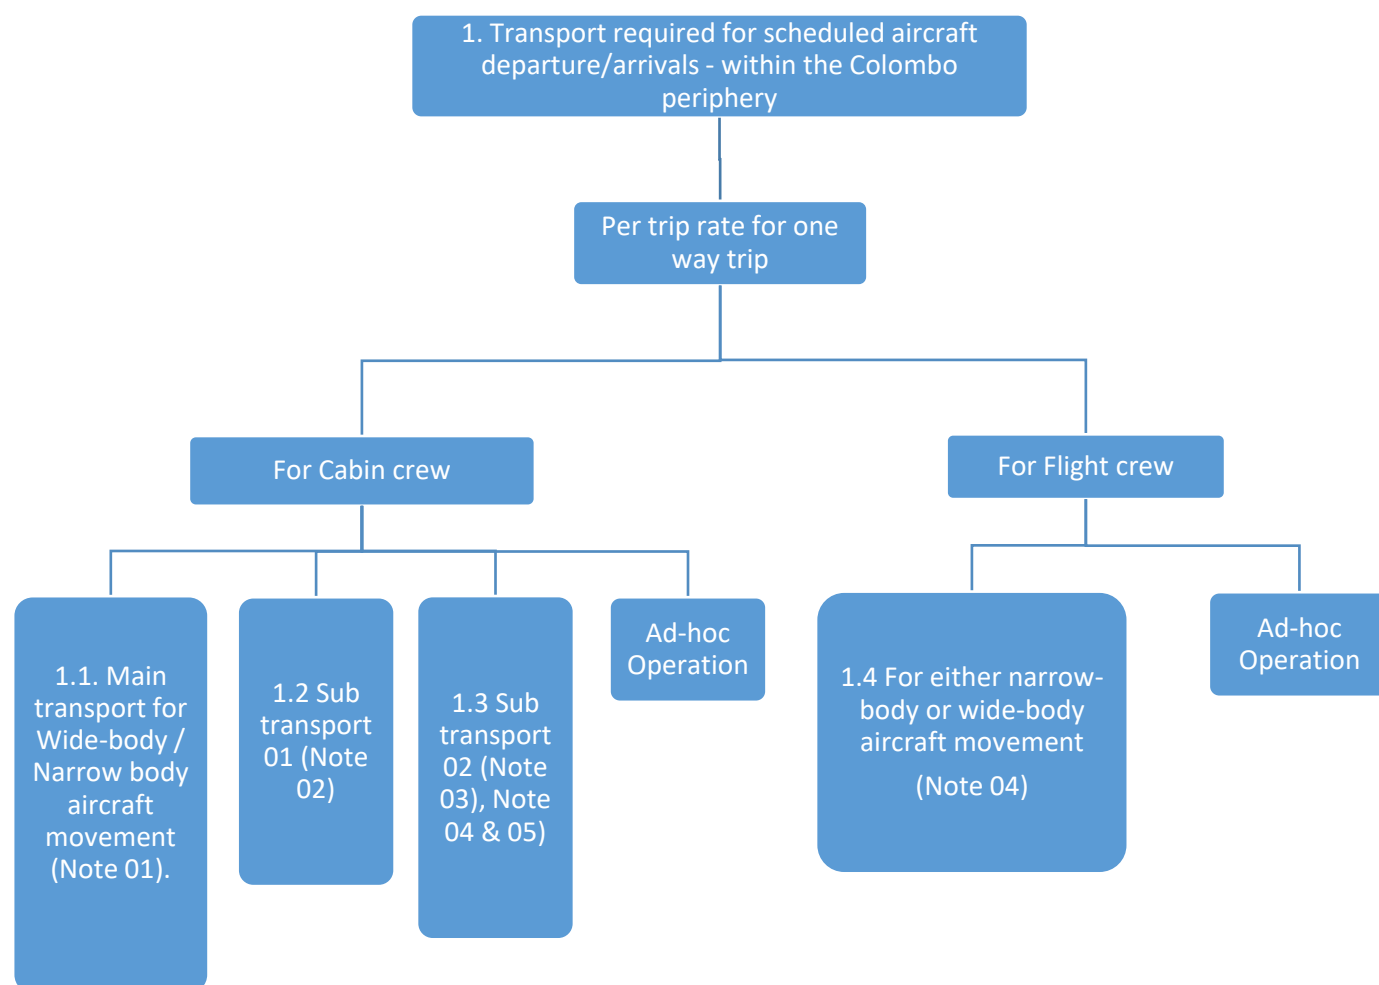 1. Transport required for scheduled aircraft
departure/arrivals - within the Colombo
periphery
Per trip rate for one
way trip
For Cabin crew
For Flight crew
1.1. Main
transport for
Wide-body /
Narrow body
aircraft
movement
(Note 01).
1.2 Sub
transport
01 (Note
02)
1.3 Sub
transport
02 (Note
03), Note
04 & 05)
Ad-hoc
Operation
1.4 For either narrow-
body or wide-body
aircraft movement
(Note 04)
Ad-hoc
Operation